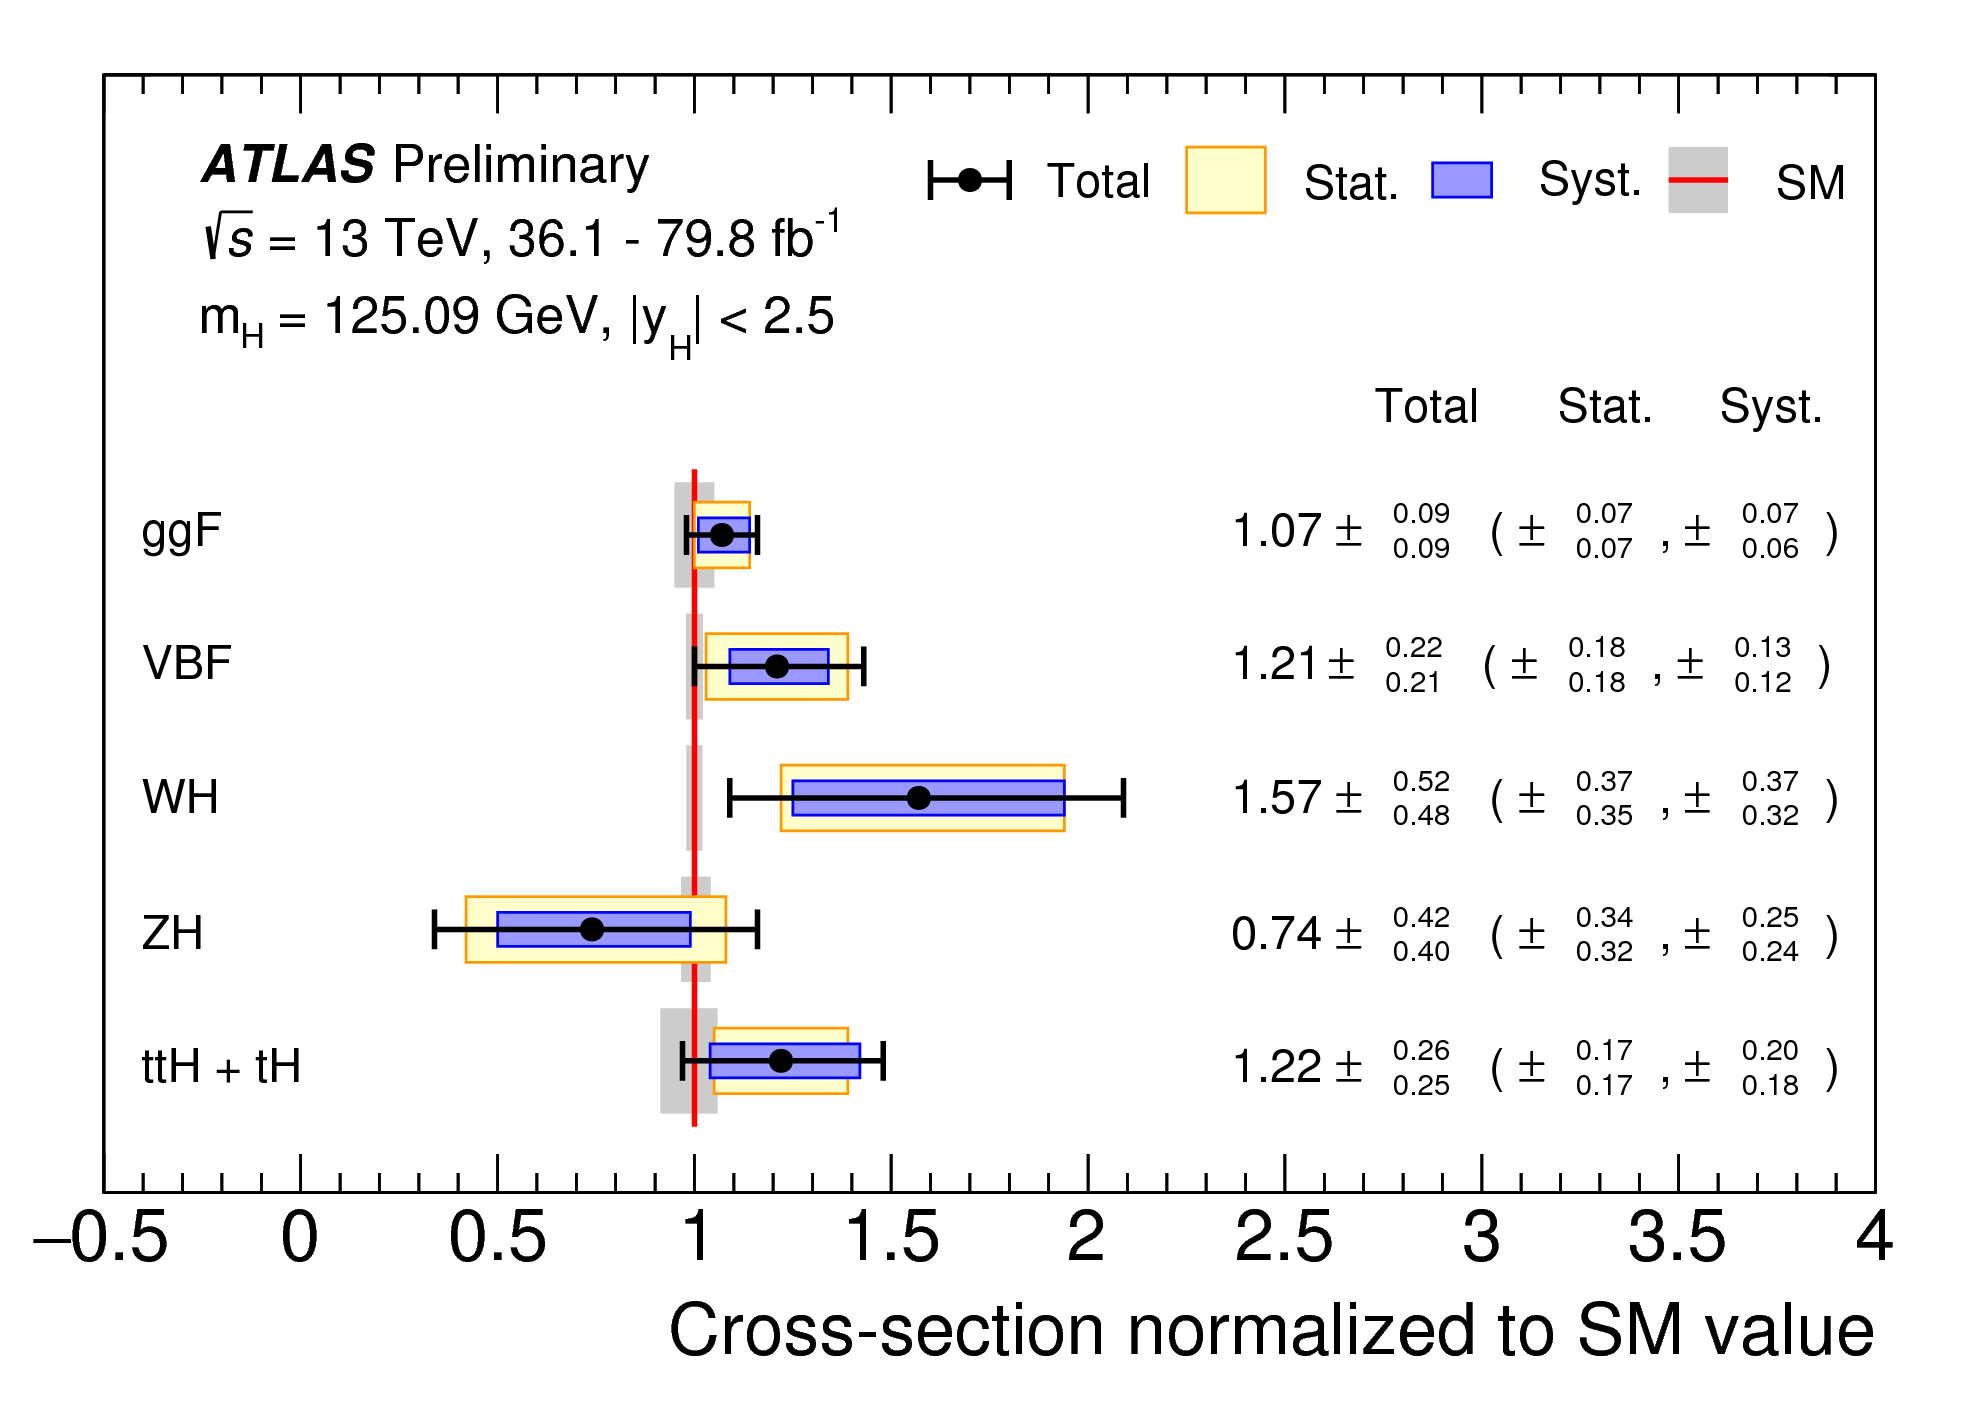 ATLAS Preliminary
√s = 13 TeV, 36.1 - 79.8 fb-1
mH = 125.09 GeV, |yH| < 2.5
Total Stat. Syst. SM
Total Stat. Syst.
ggF 1.07 ± 0.09 0.09 ( ± 0.07 0.07 , ± 0.07 0.06 )
VBF 1.21 ± 0.22 0.21 ( ± 0.18 0.18 , ± 0.13 0.12 )
WH 1.57 ± 0.52 0.48 ( ± 0.37 0.35 , ± 0.37 0.32 )
ZH 0.74 ± 0.42 0.40 ( ± 0.34 0.32 , ± 0.25 0.24 )
ttH + tH 1.22 ± 0.26 0.25 ( ± 0.17 0.17 , ± 0.20 0.18 )
−0.5 0 0.5 1 1.5 2 2.5 3 3.5 4
Cross-section normalized to SM value